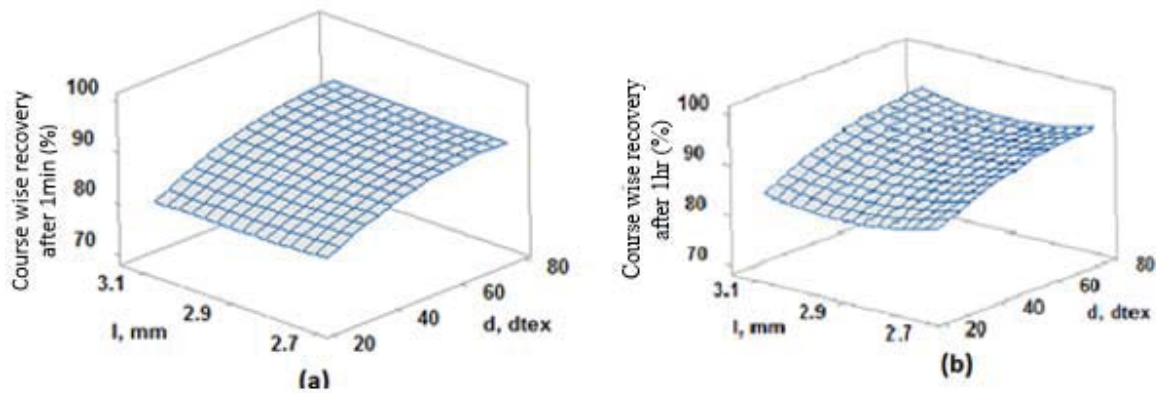 Course wise recovery
after 1min (%)
100
90
80
70
3.1
2.9
2.7
l, mm
20
40
60
80
d, dtex
(a)
Course wise recovery
after 1hr (%)
100
90
80
70
3.1
2.9
2.7
l, mm
20
40
60
80
d, dtex
(b)